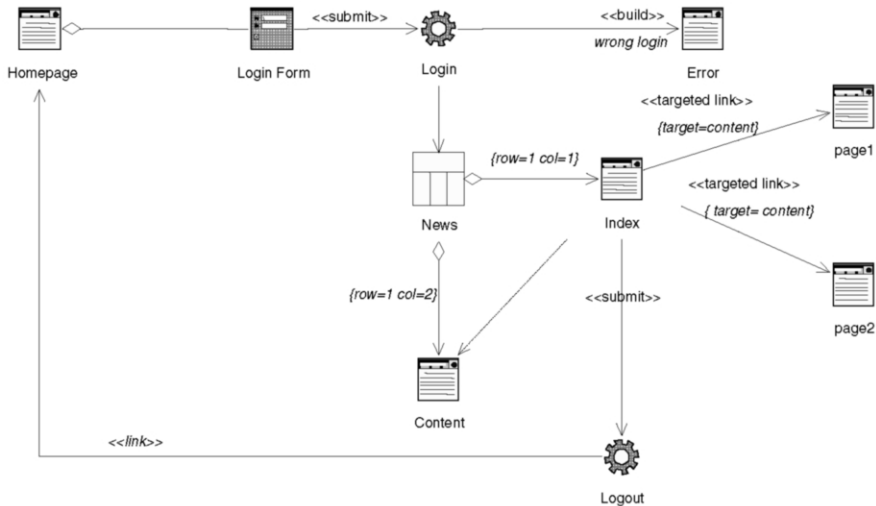 <<submit>>
<<build>>
wrong login
Homepage
Login Form
Login
Error
<<targeted link>>
{target=content}
page1
{row=1 col=1}
<<targeted link>>
{ target= content}
News
Index
{row=1 col=2}
<<submit>>
page2
Content
<<link>>
Logout